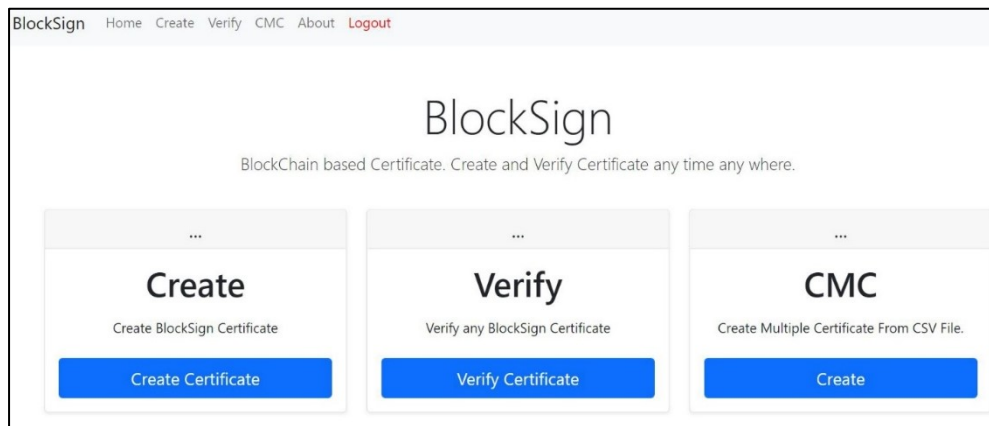 BlockSign Home Create Verify CMC About Logout
BlockSign
BlockChain based Certificate. Create and Verify Certificate any time any where.
...
Create
Create BlockSign Certificate
Create Certificate
...
Verify
Verify any BlockSign Certificate
Verify Certificate
...
CMC
Create Multiple Certificate From CSV File.
Create